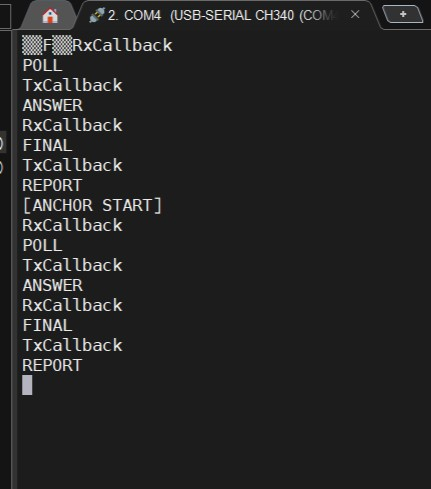 2. COM4 (USB-SERIAL CH340 (COM
▒▒F▒▒RxCallback
POLL
TxCallback
ANSWER
RxCallback
FINAL
TxCallback
REPORT
[ANCHOR START]
RxCallback
POLL
TxCallback
ANSWER
RxCallback
FINAL
TxCallback
REPORT